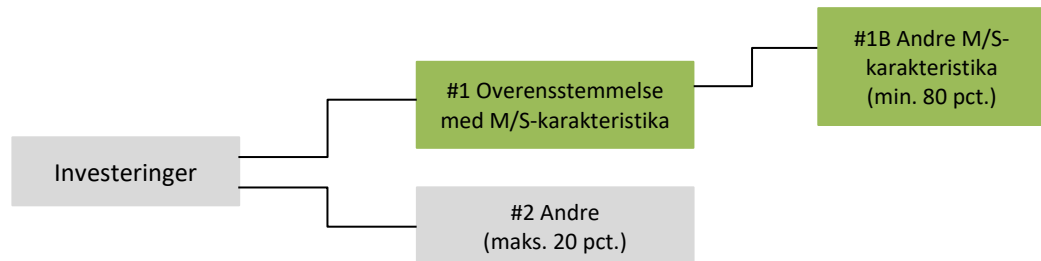 Investeringer
#1 Overensstemmelse
med M/S-karakteristika
#2 Andre
(maks. 20 pct.)
#1B Andre M/S-
karakteristika
(min. 80 pct.)